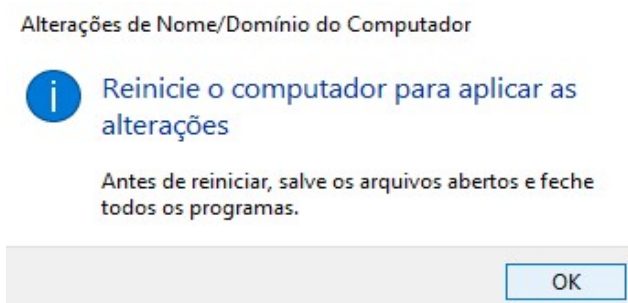 Alterações de Nome/Domínio do Computador
i
Reinicie o computador para aplicar as
alterações
Antes de reiniciar, salve os arquivos abertos e feche
todos os programas.
OK